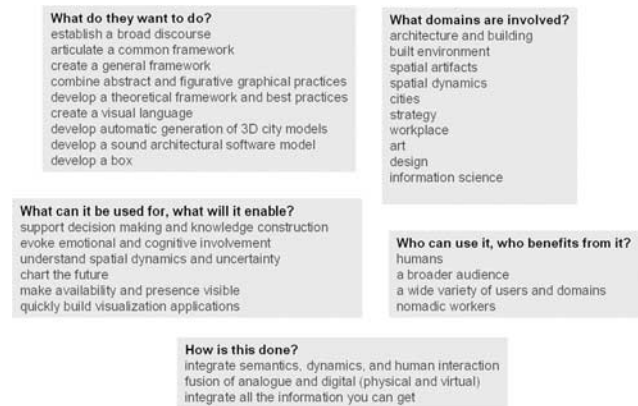 What do they want to do?
establish a broad discourse
articulate a common framework
create a general framework
combine abstract and figurative graphical practices
develop a theoretical framework and best practices
create a visual language
develop automatic generation of 3D city models
develop a sound architectural software model
develop a box
What domains are involved?
architecture and building
built environment
spatial artifacts
spatial dynamics
cities
strategy
workplace
art
design
information science
What can it be used for, what will it enable?
support decision making and knowledge construction
evoke emotional and cognitive involvement
understand spatial dynamics and uncertainty
chart the future
make availability and presence visible
quickly build visualization applications
Who can use it, who benefits from it?
humans
a broader audience
a wide variety of users and domains
nomadic workers
How is this done?
integrate semantics, dynamics, and human interaction
fusion of analogue and digital (physical and virtual)
integrate all the information you can get